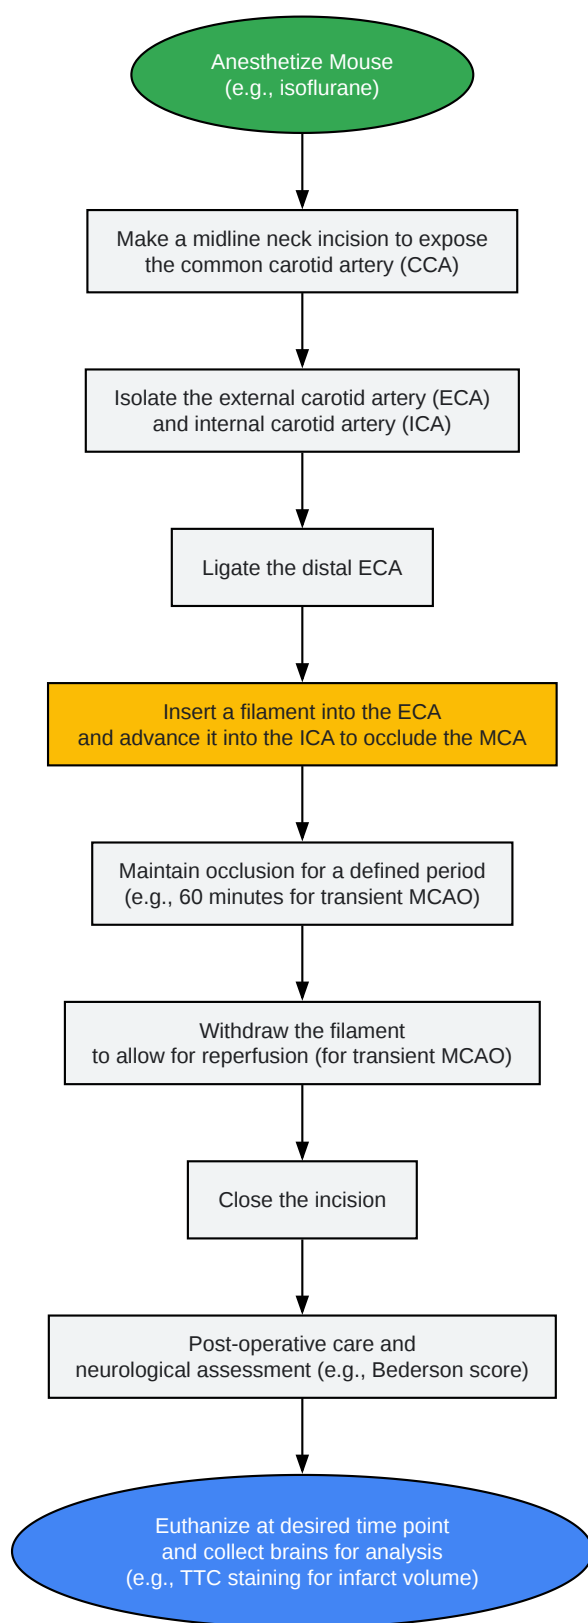 Anesthetize Mouse
(e.g., isoflurane)
Make a midline neck incision to expose
the common carotid artery (CCA)
Isolate the external carotid artery (ECA)
and internal carotid artery (ICA)
Ligate the distal ECA
Insert a filament into the ECA
and advance it into the ICA to occlude the MCA
Maintain occlusion for a defined period
(e.g., 60 minutes for transient MCAO)
Withdraw the filament
to allow for reperfusion (for transient MCAO)
Close the incision
Post-operative care and
neurological assessment (e.g., Bederson score)
Euthanize at desired time point
and collect brains for analysis
(e.g., TTC staining for infarct volume)